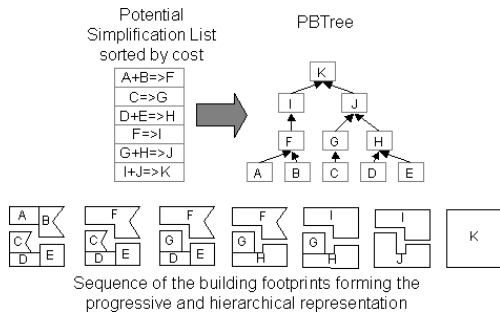 Potential
Simplification List
sorted by cost
A+B=>F
C=>G
D+E=>H
F=>I
G+H=>J
I+J=>K
PBTree
K
I J
F G H
A B C D E
A B C D E
F C D E
F G D E
F G H
I G H
I J
K
Sequence of the building footprints forming the
progressive and hierarchical representation